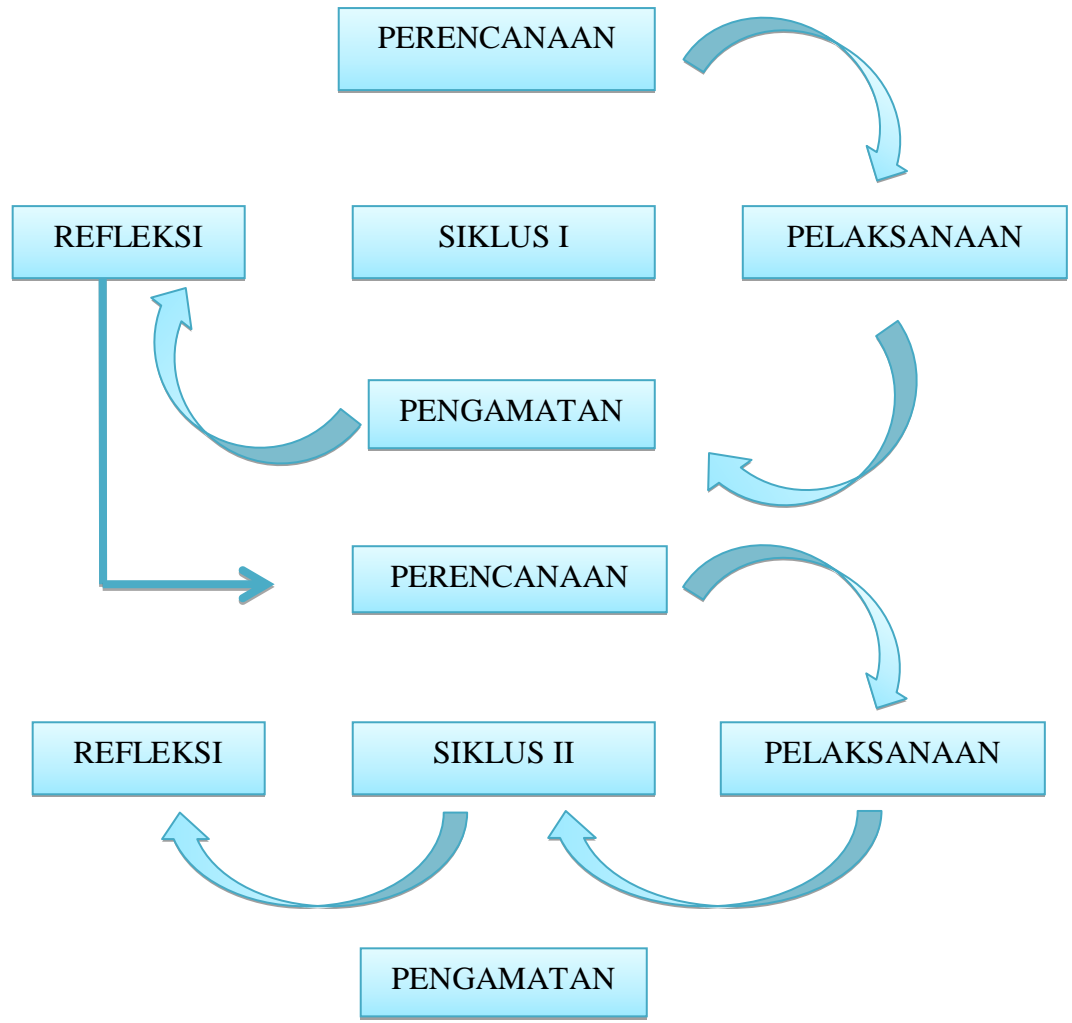 PERENCANAAN
REFLEKSI
SIKLUS I
PELAKSANAAN
PENGAMATAN
PERENCANAAN
REFLEKSI
SIKLUS II
PELAKSANAAN
PENGAMATAN